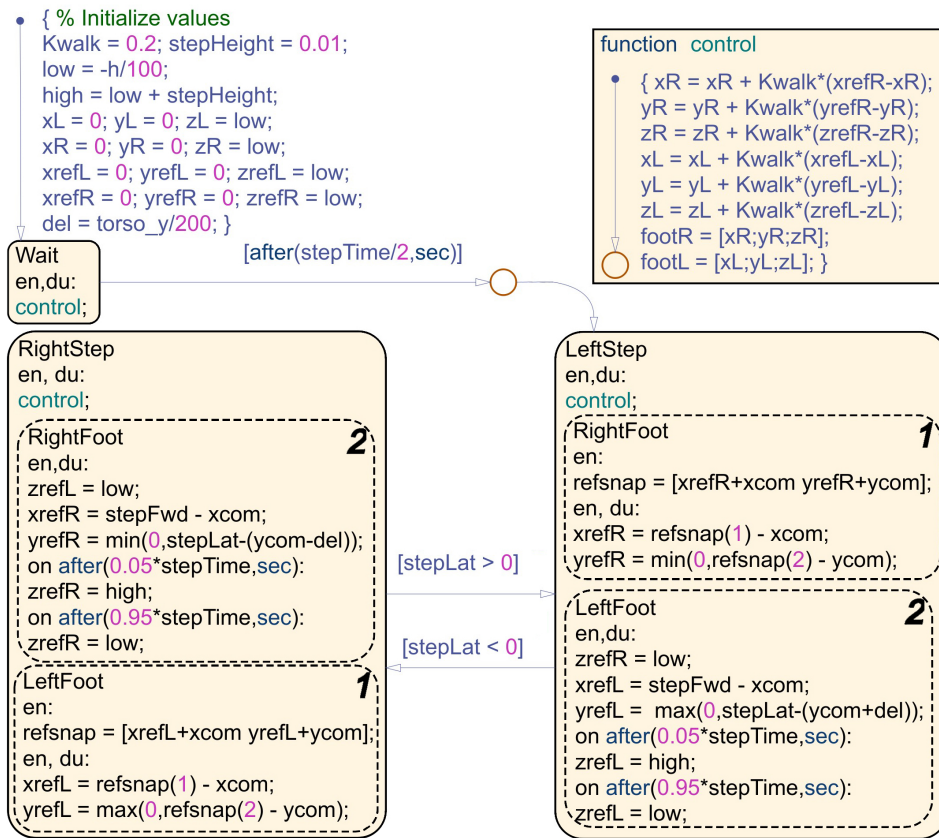 { % Initialize values
Kwalk = 0.2; stepHeight = 0.01;
low = -h/100;
high = low + stepHeight;
xL = 0; yL = 0; zL = low;
xR = 0; yR = 0; zR = low;
xrefL = 0; yrefL = 0; zrefL = low;
xrefR = 0; yrefR = 0; zrefR = low;
del = torso_y/200; }
function control
{ xR = xR + Kwalk*(xrefR-xR);
yR = yR + Kwalk*(yrefR-yR);
zR = zR + Kwalk*(zrefR-zR);
xL = xL + Kwalk*(xrefL-xL);
yL = yL + Kwalk*(yrefL-yL);
zL = zL + Kwalk*(zrefL-zL);
footR = [xR;yR;zR];
footL = [xL;yL;zL]; }
Wait
en,du:
control;
[after(stepTime/2,sec)]
RightStep
en, du:
control;
RightFoot
2
en,du:
zrefL = low;
xrefR = stepFwd - xcom;
yrefR = min(0,stepLat-(ycom-del));
on after(0.05*stepTime,sec):
zrefR = high;
on after(0.95*stepTime,sec):
zrefR = low;
LeftFoot
1
en:
refsnap = [xrefL+xcom yrefL+ycom];
en, du:
xrefL = refsnap(1) - xcom;
yrefL = max(0,refsnap(2) - ycom);
[stepLat > 0]
[stepLat < 0]
LeftStep
en,du:
control;
RightFoot
1
en:
refsnap = [xrefR+xcom yrefR+ycom];
en, du:
xrefR = refsnap(1) - xcom;
yrefR = min(0,refsnap(2) - ycom);
LeftFoot
2
en,du:
zrefR = low;
xrefL = stepFwd - xcom;
yrefL =  max(0,stepLat-(ycom+del));
on after(0.05*stepTime,sec):
zrefL = high;
on after(0.95*stepTime,sec):
zrefL = low;